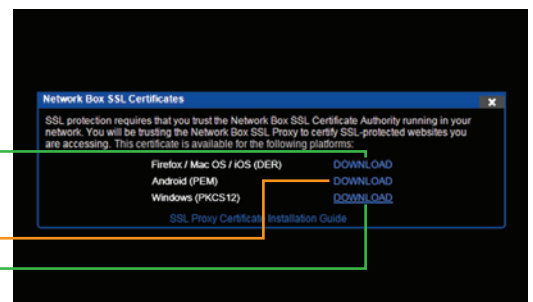 Network Box SSL Certificates x
SSL protection requires that you trust the Network Box SSL Certificate Authority running in your
network. You will be trusting the Network Box SSL Proxy to certify SSL-protected websites you
are accessing. This certificate is available for the following platforms:
Firefox / Mac OS / iOS (DER) DOWNLOAD
Android (PEM) DOWNLOAD
Windows (PKCS12) DOWNLOAD
SSL Proxy Certificate Installation Guide